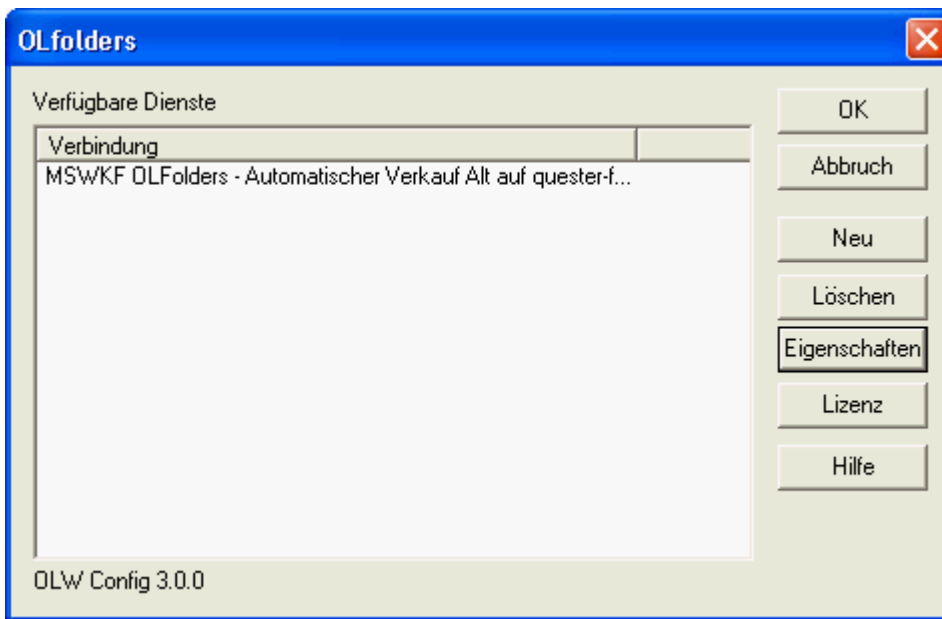 OLfolders
Verfügbare Dienste
Verbindung
MSWKF OLFolders - Automatischer Verkauf Alt auf quester-f...
OK
Abbruch
Neu
Löschen
Eigenschaften
Lizenz
Hilfe
OLW Config 3.0.0